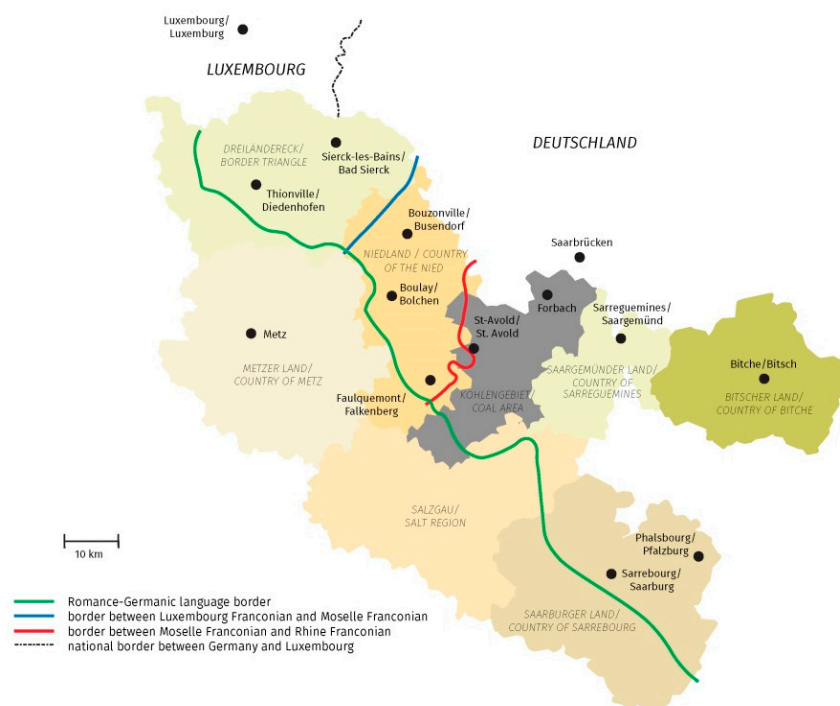 Luxembourg/
Luxemburg
LUXEMBOURG
DEUTSCHLAND
DREILÄNDERECK/
BORDER TRIANGLE
Sierck-les-Bains/
Bad Sierck
Thionville/
Diedenhofen
Bouzonville/
Busendorf
NIEDLAND / COUNTRY
OF THE NIED
Saarbrücken
Boulay/
Bolchen
Forbach
Sarreguemines/
Saargemünd
St-Avold/
St. Avold
Metz
METZER LAND/
COUNTRY OF METZ
Bitche/Bitsch
BITSCHER LAND/
COUNTRY OF BITCHE
SAARGEMÜNDER LAND/
COUNTRY OF
SARREGUEMINES
Faulquemont/
Falkenberg
KOHLENGEBIET/
COAL AREA
SALZGAU/
SALT REGION
Phalsbourg/
Pfalzburg
Sarrebourg/
Saarburg
SAARBURGER LAND/
COUNTRY OF SARREBOURG
10 km
Romance-Germanic language border
border between Luxembourg Franconian and Moselle Franconian
border between Moselle Franconian and Rhine Franconian
national border between Germany and Luxembourg